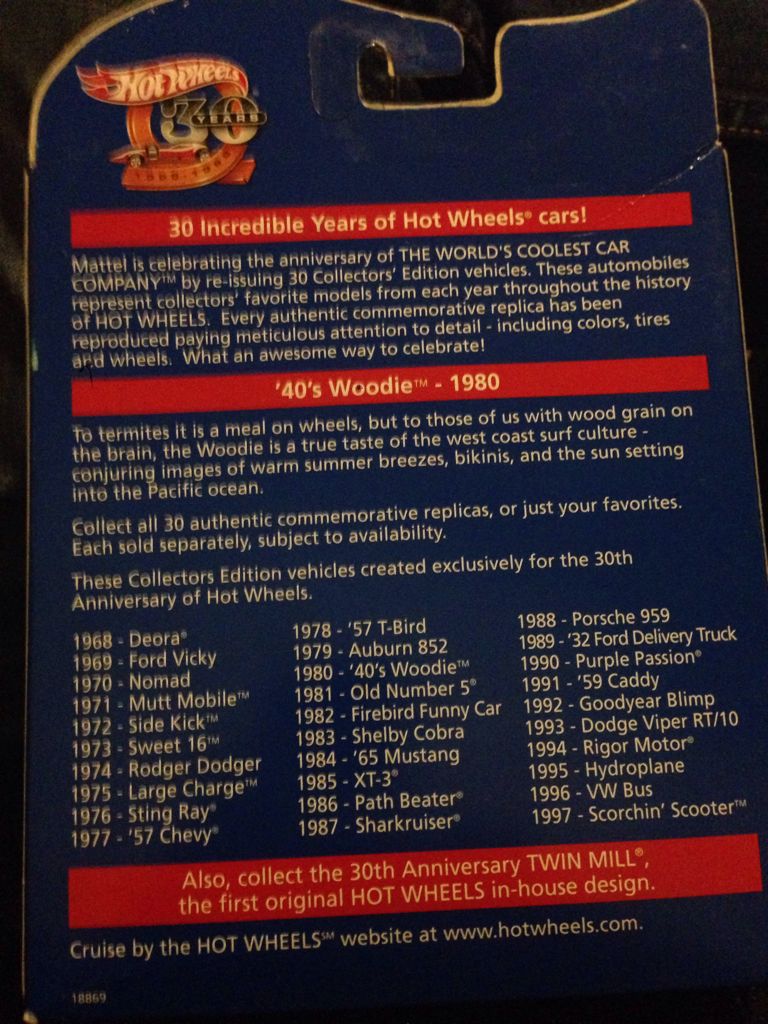 HOT WHEELS
30
YEARS
1968-1998
30 Incredible Years of Hot Wheels® cars!
Mattel is celebrating the anniversary of THE WORLD'S COOLEST CAR
COMPANY™ by re-issuing 30 Collectors' Edition vehicles. These automobiles
represent collectors' favorite models from each year throughout the history
of HOT WHEELS. Every authentic commemorative replica has been
reproduced paying meticulous attention to detail - including colors, tires
and wheels. What an awesome way to celebrate!
'40's Woodie™ - 1980
To termites it is a meal on wheels, but to those of us with wood grain on
the brain, the Woodie is a true taste of the west coast surf culture -
conjuring images of warm summer breezes, bikinis, and the sun setting
into the Pacific ocean.
Collect all 30 authentic commemorative replicas, or just your favorites.
Each sold separately, subject to availability.
These Collectors Edition vehicles created exclusively for the 30th
Anniversary of Hot Wheels.
1968 - Deora®
1969 - Ford Vicky
1970 - Nomad
1971 - Mutt Mobile™
1972 - Side Kick™
1973 - Sweet 16™
1974 - Rodger Dodger
1975 - Large Charge™
1976 - Sting Ray®
1977 - '57 Chevy®
1978 - '57 T-Bird
1979 - Auburn 852
1980 - '40's Woodie™
1981 - Old Number 5®
1982 - Firebird Funny Car
1983 - Shelby Cobra
1984 - '65 Mustang
1985 - XT-3®
1986 - Path Beater®
1987 - Sharkruiser®
1988 - Porsche 959
1989 - '32 Ford Delivery Truck
1990 - Purple Passion®
1991 - '59 Caddy
1992 - Goodyear Blimp
1993 - Dodge Viper RT/10
1994 - Rigor Motor®
1995 - Hydroplane
1996 - VW Bus
1997 - Scorchin' Scooter™
Also, collect the 30th Anniversary TWIN MILL®,
the first original HOT WHEELS in-house design.
Cruise by the HOT WHEELS℠ website at www.hotwheels.com.
18869